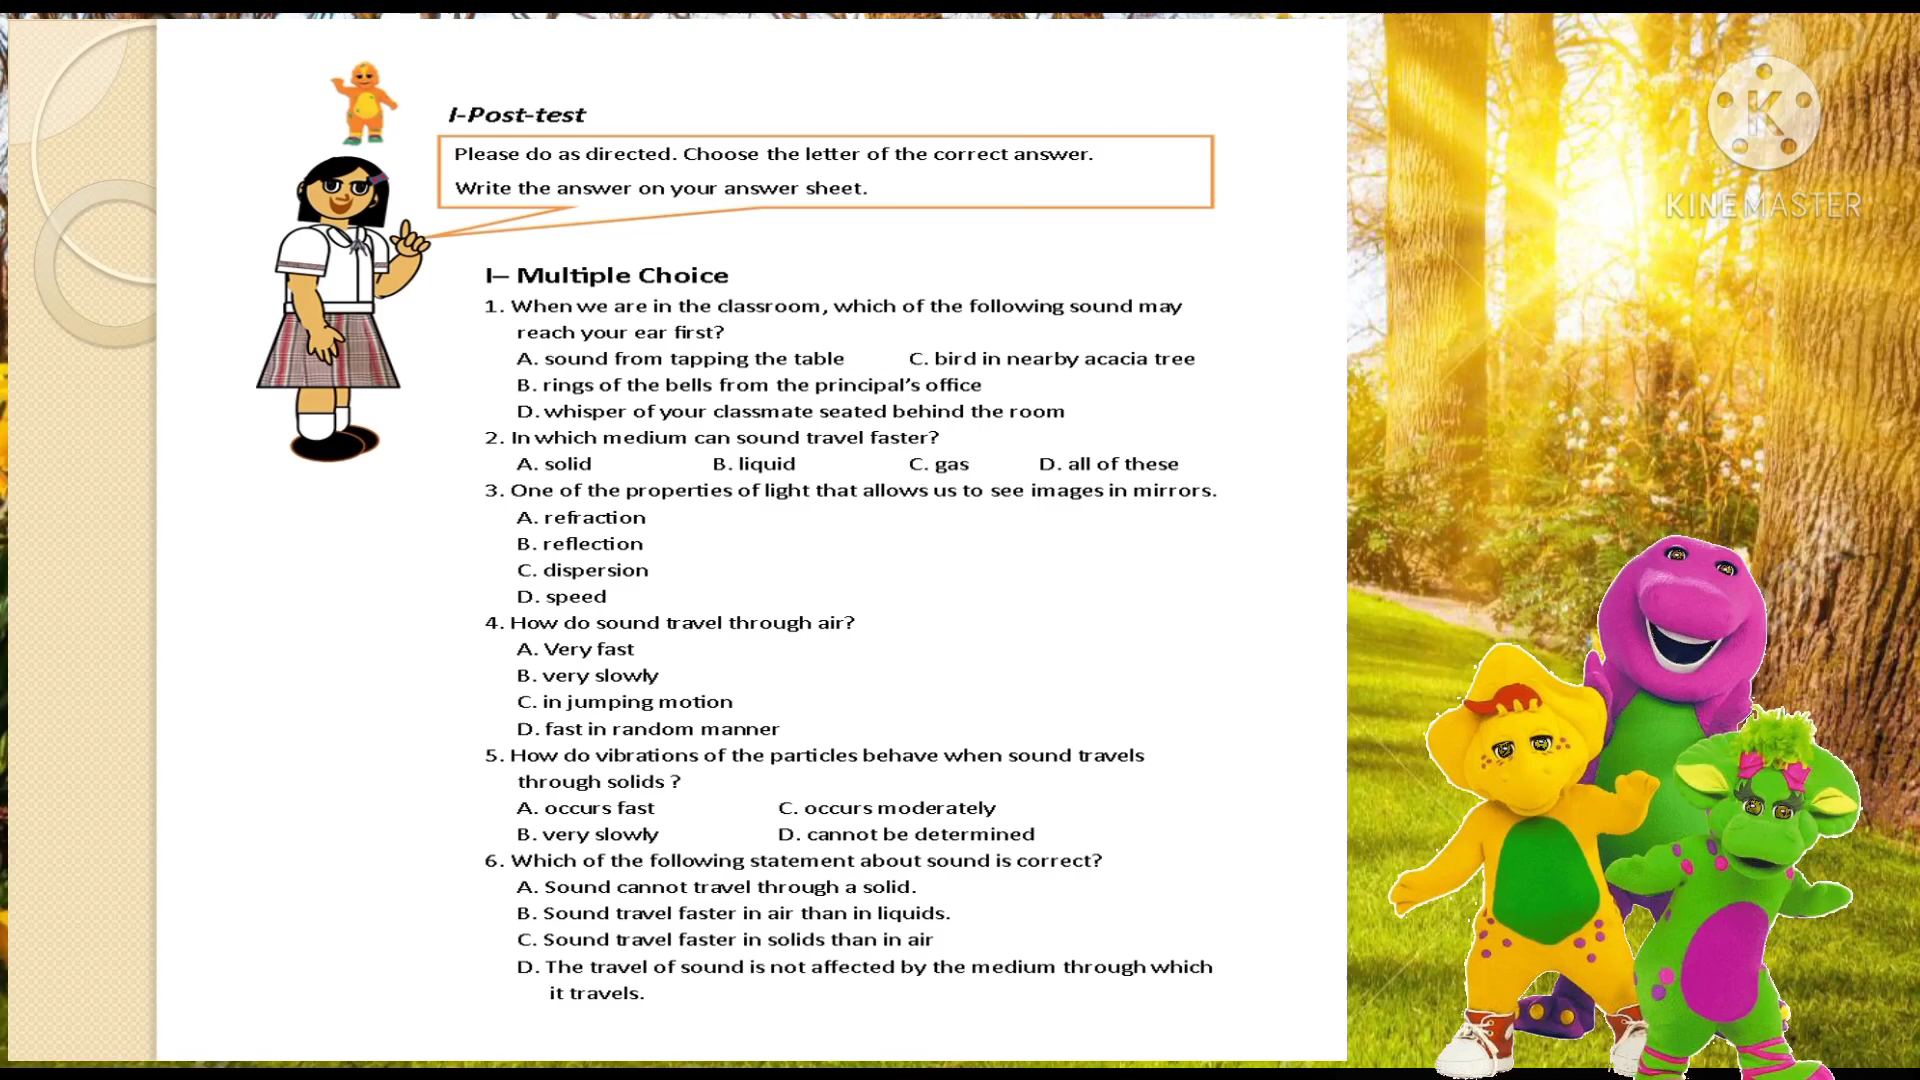 I-Post-test
Please do as directed. Choose the letter of the correct answer.
Write the answer on your answer sheet.
I– Multiple Choice
1. When we are in the classroom, which of the following sound may
reach your ear first?
A. sound from tapping the table C. bird in nearby acacia tree
B. rings of the bells from the principal’s office
D. whisper of your classmate seated behind the room
2. In which medium can sound travel faster?
A. solid B. liquid C. gas D. all of these
3. One of the properties of light that allows us to see images in mirrors.
A. refraction
B. reflection
C. dispersion
D. speed
4. How do sound travel through air?
A. Very fast
B. very slowly
C. in jumping motion
D. fast in random manner
5. How do vibrations of the particles behave when sound travels
through solids ?
A. occurs fast C. occurs moderately
B. very slowly D. cannot be determined
6. Which of the following statement about sound is correct?
A. Sound cannot travel through a solid.
B. Sound travel faster in air than in liquids.
C. Sound travel faster in solids than in air
D. The travel of sound is not affected by the medium through which
it travels.
K
KINEMASTER